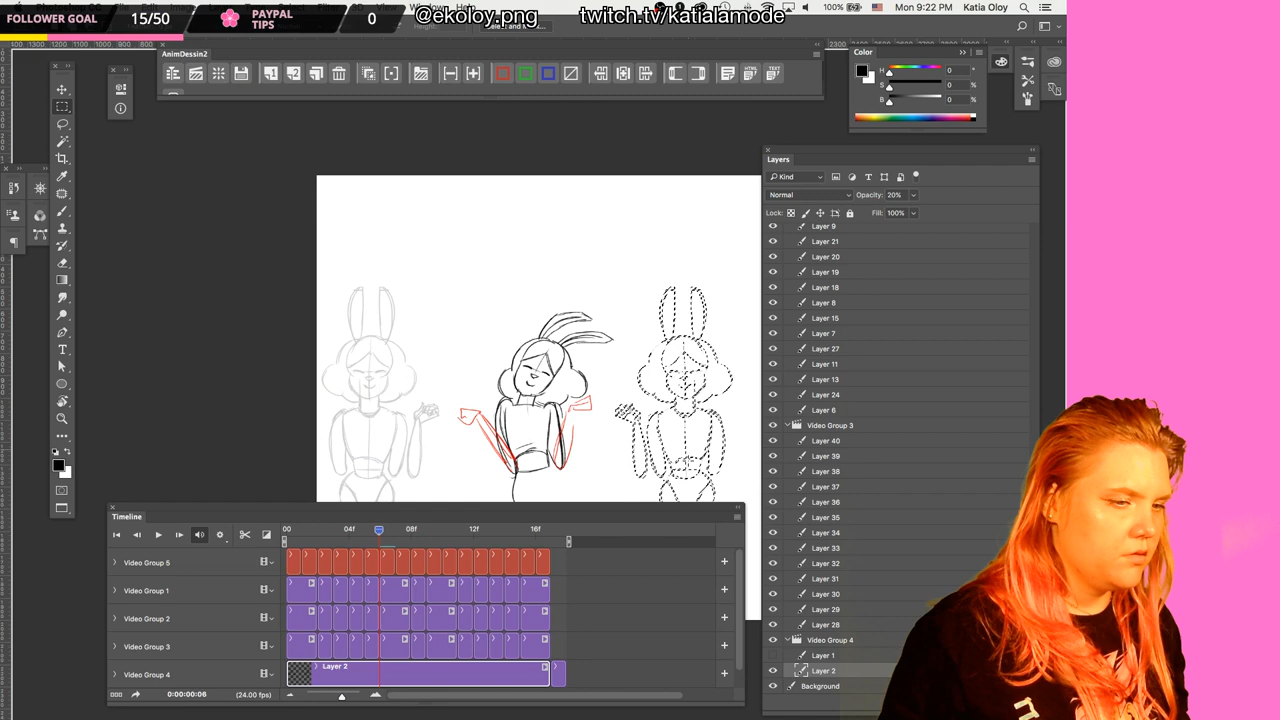 FOLLOWER GOAL
15/50
PAYPAL
TIPS
0
@ekoloy.png
twitch.tv/katialamode
100%
Mon 9:22 PM
Katia Oloy
AnimDessin2
Color
H
0
S
0
%
B
0
%
Layers
Kind
Normal
Opacity: 20%
Lock:
Fill: 100%
Layer 9
Layer 21
Layer 20
Layer 19
Layer 18
Layer 8
Layer 15
Layer 7
Layer 27
Layer 11
Layer 13
Layer 24
Layer 6
Video Group 3
Layer 40
Layer 39
Layer 38
Layer 37
Layer 36
Layer 35
Layer 34
Layer 33
Layer 32
Layer 31
Layer 30
Layer 29
Layer 28
Video Group 4
Layer 1
Layer 2
Background
Timeline
00
04f
08f
12f
16f
Video Group 5
Video Group 1
Video Group 2
Video Group 3
Video Group 4
Layer 2
0:00:00:06
(24.00 fps)